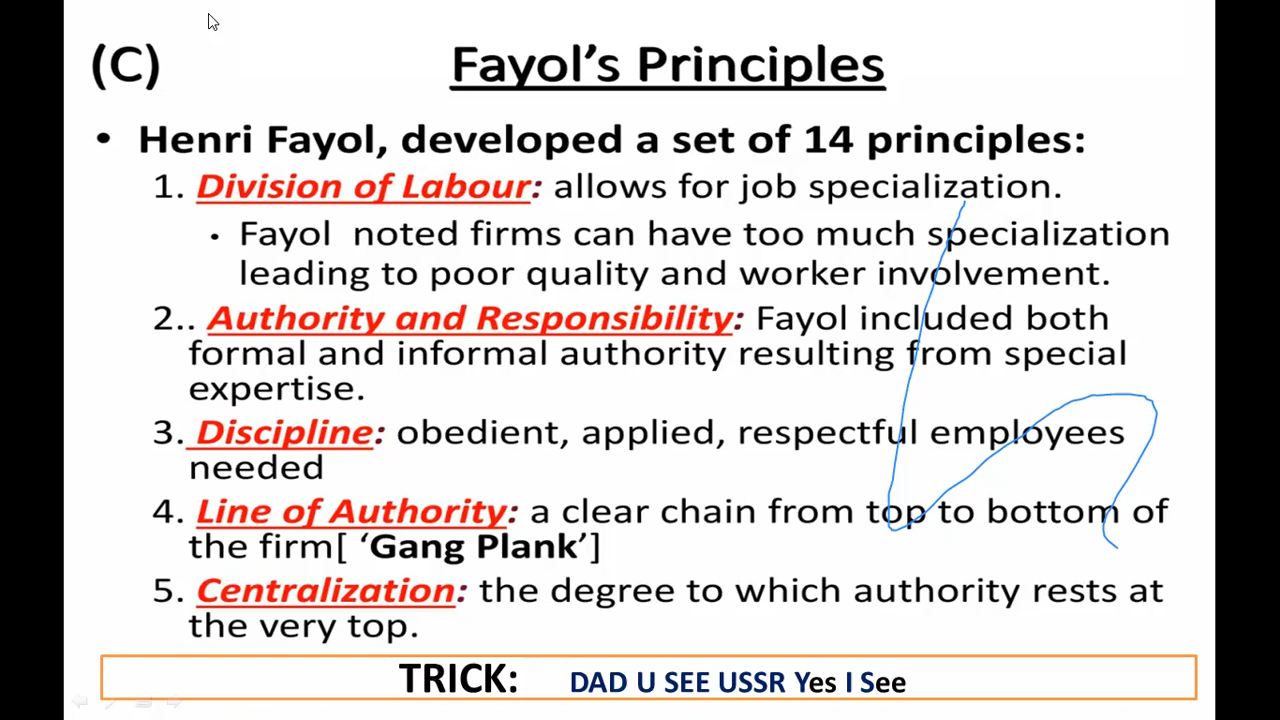 (C) Fayol's Principles
• Henri Fayol, developed a set of 14 principles:
1. Division of Labour: allows for job specialization.
• Fayol noted firms can have too much specialization
leading to poor quality and worker involvement.
2.. Authority and Responsibility: Fayol included both
formal and informal authority resulting from special
expertise.
3. Discipline: obedient, applied, respectful employees
needed
4. Line of Authority: a clear chain from top to bottom of
the firm[ ‘Gang Plank’]
5. Centralization: the degree to which authority rests at
the very top.
TRICK: DAD U SEE USSR Yes I See